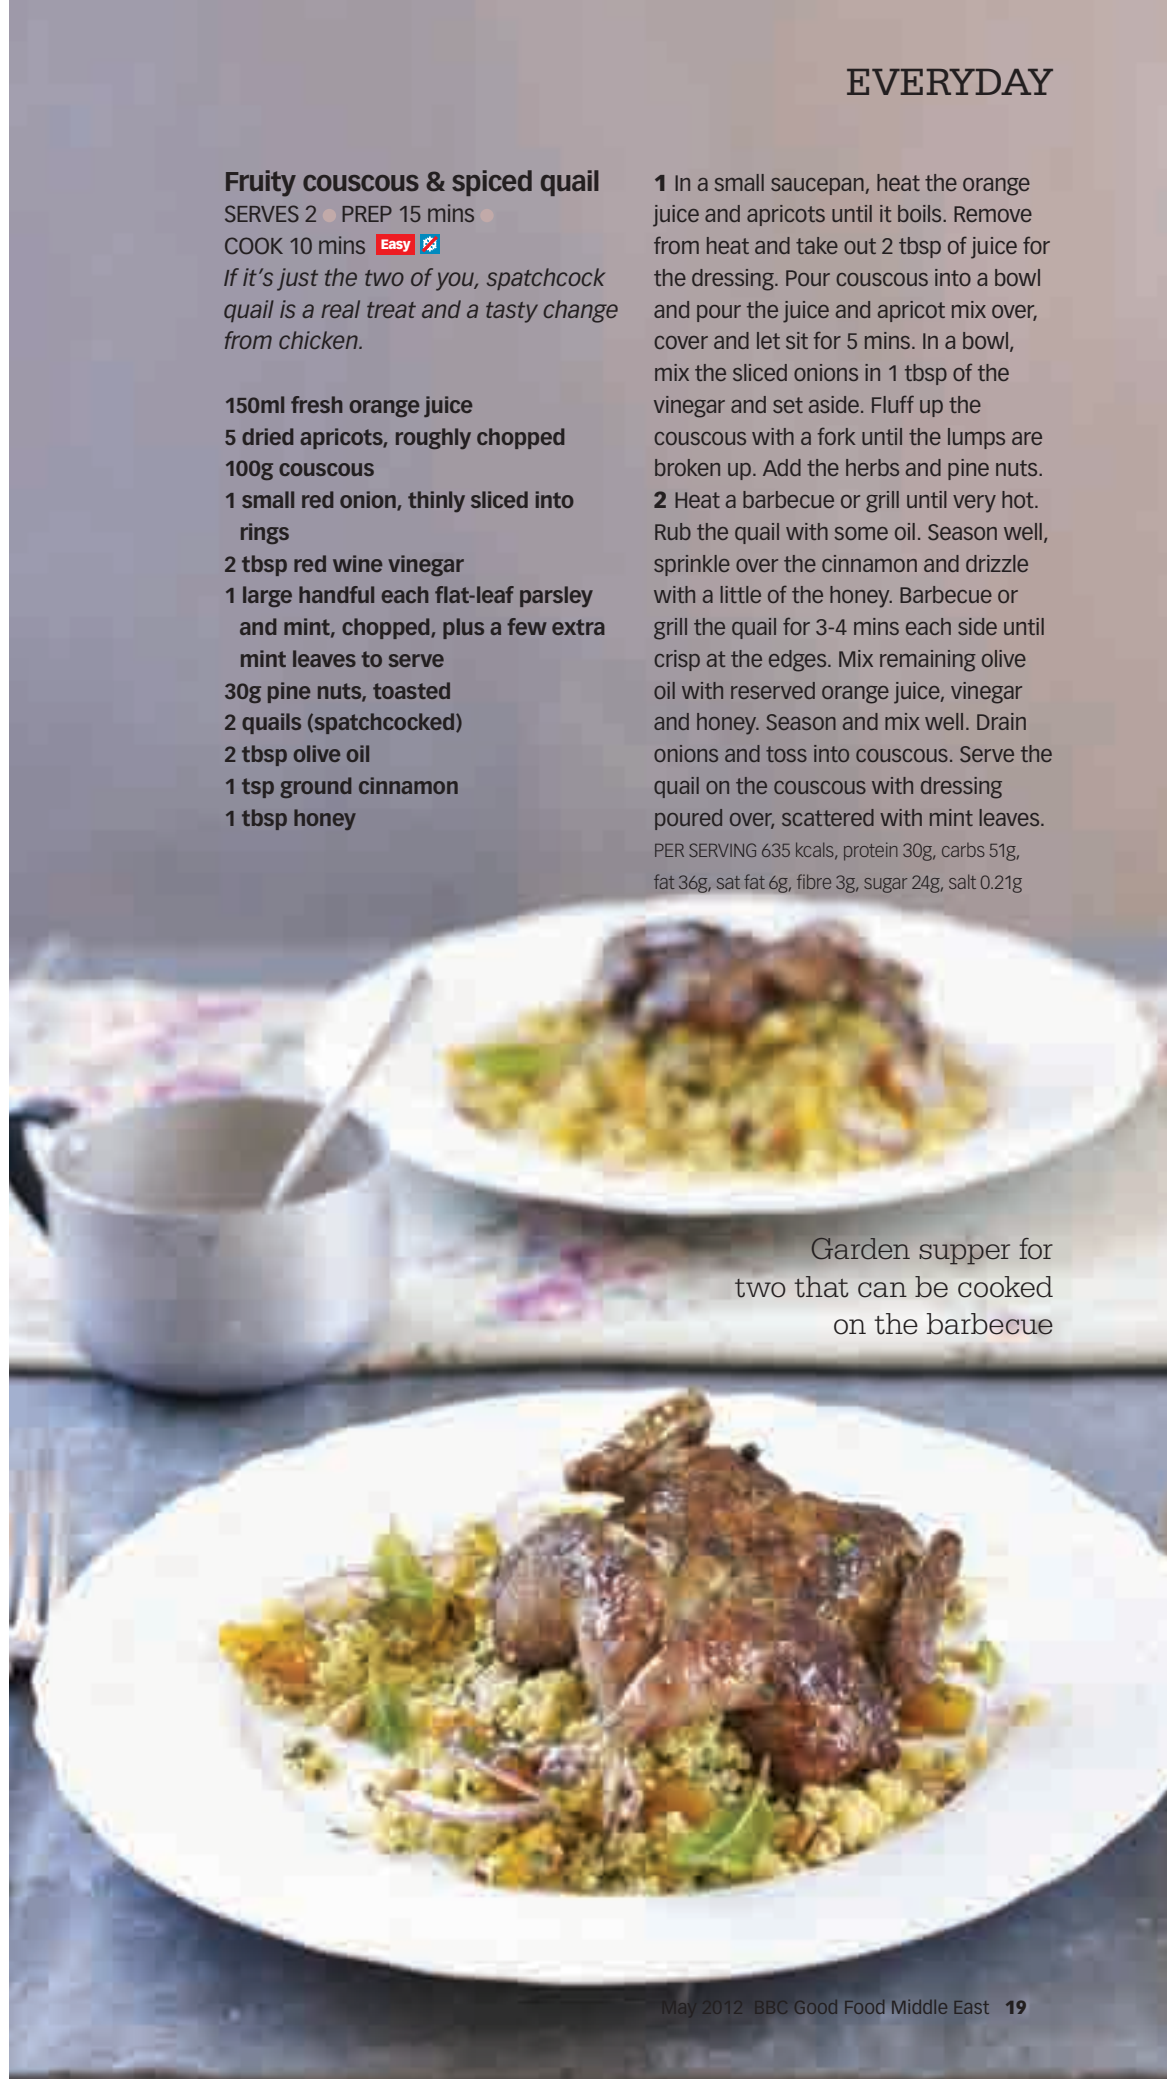 EVERYDAY
Fruity couscous & spiced quail
SERVES 2 ● PREP 15 mins ●
COOK 10 mins Easy
If it's just the two of you, spatchcock
quail is a real treat and a tasty change
from chicken.
150ml fresh orange juice
5 dried apricots, roughly chopped
100g couscous
1 small red onion, thinly sliced into
rings
2 tbsp red wine vinegar
1 large handful each flat-leaf parsley
and mint, chopped, plus a few extra
mint leaves to serve
30g pine nuts, toasted
2 quails (spatchcocked)
2 tbsp olive oil
1 tsp ground cinnamon
1 tbsp honey
1 In a small saucepan, heat the orange
juice and apricots until it boils. Remove
from heat and take out 2 tbsp of juice for
the dressing. Pour couscous into a bowl
and pour the juice and apricot mix over,
cover and let sit for 5 mins. In a bowl,
mix the sliced onions in 1 tbsp of the
vinegar and set aside. Fluff up the
couscous with a fork until the lumps are
broken up. Add the herbs and pine nuts.
2 Heat a barbecue or grill until very hot.
Rub the quail with some oil. Season well,
sprinkle over the cinnamon and drizzle
with a little of the honey. Barbecue or
grill the quail for 3-4 mins each side until
crisp at the edges. Mix remaining olive
oil with reserved orange juice, vinegar
and honey. Season and mix well. Drain
onions and toss into couscous. Serve the
quail on the couscous with dressing
poured over, scattered with mint leaves.
PER SERVING 635 kcals, protein 30g, carbs 51g,
fat 36g, sat fat 6g, fibre 3g, sugar 24g, salt 0.21g
Garden supper for
two that can be cooked
on the barbecue
May 2012 BBC Good Food Middle East 19